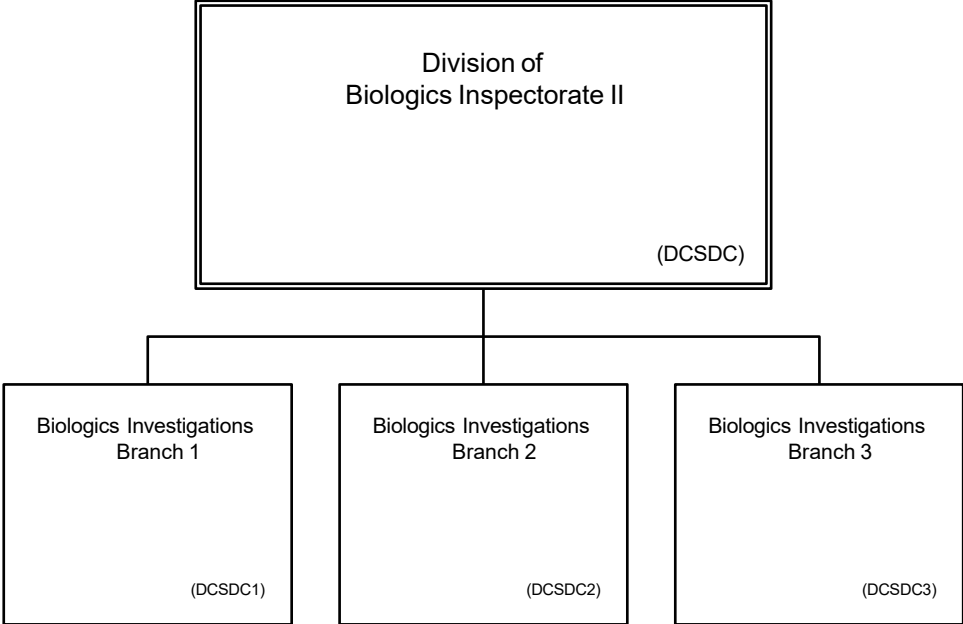 Division of
Biologics Inspectorate II
(DCSDC)
Biologics Investigations
Branch 1
(DCSDC1)
Biologics Investigations
Branch 2
(DCSDC2)
Biologics Investigations
Branch 3
(DCSDC3)